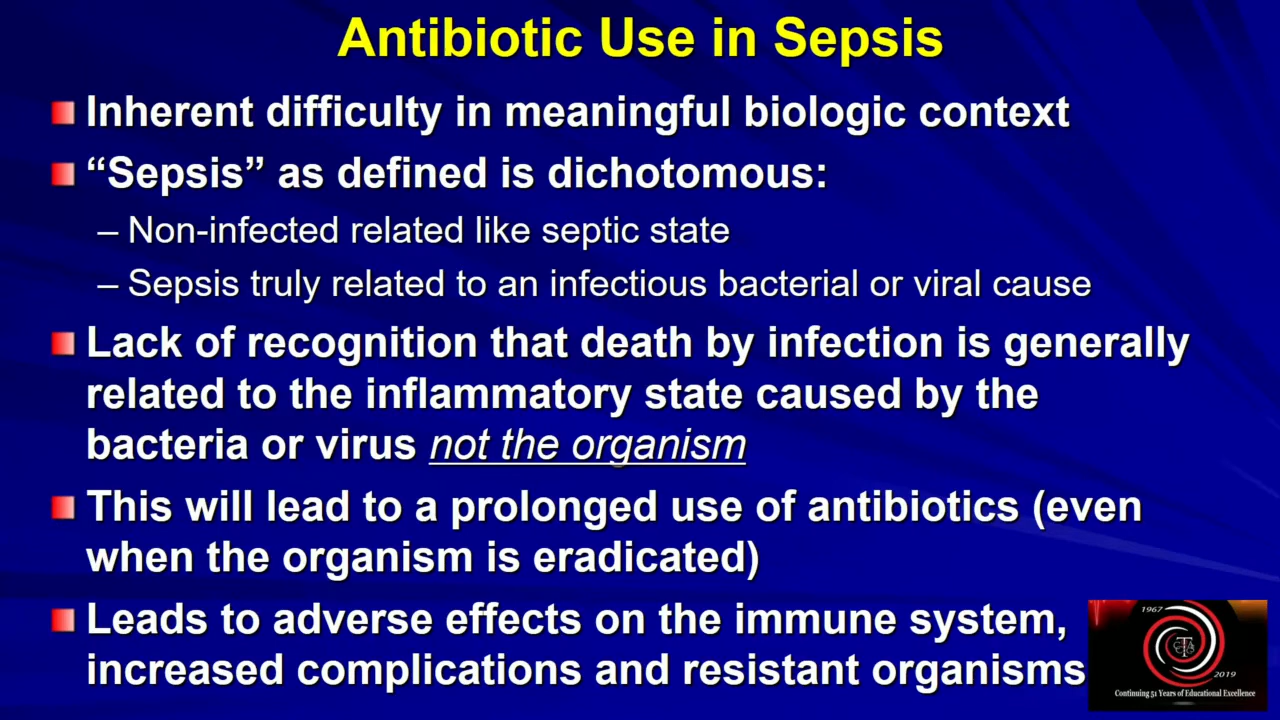 Antibiotic Use in Sepsis
Inherent difficulty in meaningful biologic context
“Sepsis” as defined is dichotomous:
– Non-infected related like septic state
– Sepsis truly related to an infectious bacterial or viral cause
Lack of recognition that death by infection is generally
related to the inflammatory state caused by the
bacteria or virus not the organism
This will lead to a prolonged use of antibiotics (even
when the organism is eradicated)
Leads to adverse effects on the immune system,
increased complications and resistant organisms
1967
2019
Continuing 51 Years of Educational Excellence